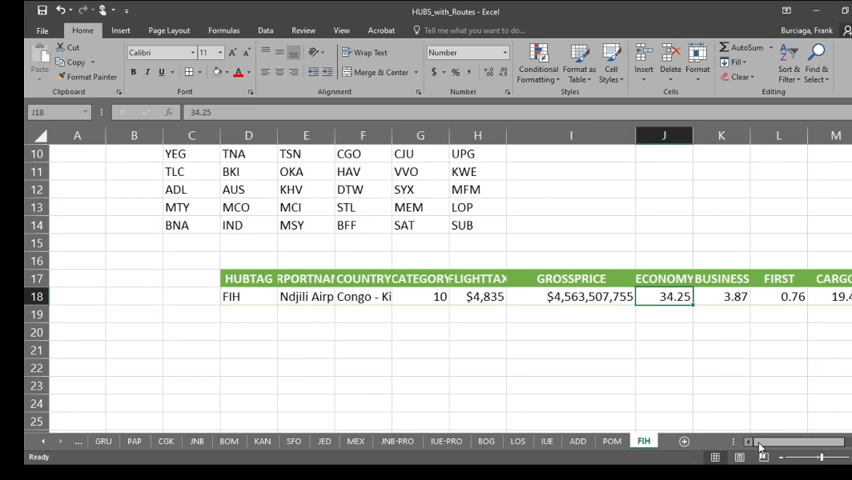 HUBS_with_Routes - Excel
Burciaga, Frank
File Home Insert Page Layout Formulas Data Review View Acrobat Tell me what you want to do...
Cut
Copy
Format Painter
Paste
Clipboard
Calibri 11
B I U
Font
Wrap Text
Merge & Center
Alignment
Number
$ % ,
Number
Conditional Formatting
Format as Table
Cell Styles
Styles
Insert Delete Format
Cells
AutoSum
Fill
Clear
Sort & Filter
Find & Select
Editing
J18 34.25
A B C D E F G H I J K L M
10 YEG TNA TSN CGO CJU UPG
11 TLC BKI OKA HAV VVO KWE
12 ADL AUS KHV DTW SYX MFM
13 MTY MCO MCI STL MEM LOP
14 BNA IND MSY BFF SAT SUB
15
16
17 HUBTAG RPORTNAM COUNTRY CATEGORY FLIGHTTAX GROSSPRICE ECONOMY BUSINESS FIRST CARGO
18 FIH Ndjili Airp Congo - Ki 10 $4,835 $4,563,507,755 34.25 3.87 0.76 19.4
19
20
21
22
23
24
25
... GRU PAP CGK JNB BOM KAN SFO JED MEX JNB-PRO IUE-PRO BOG LOS IUE ADD POM FIH
Ready